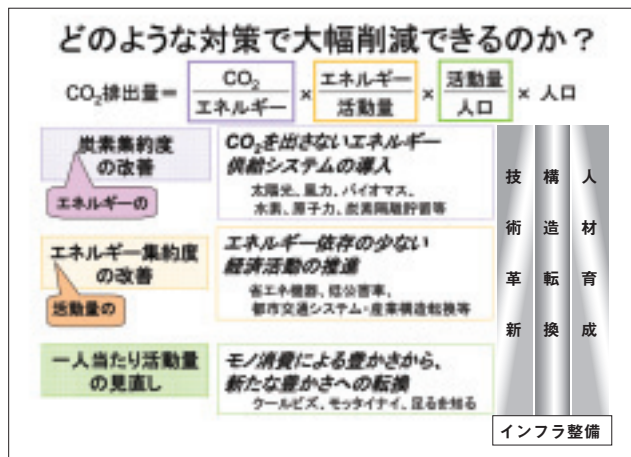 どのような対策で大幅削減できるのか？
CO₂排出量＝ CO₂/エネルギー × エネルギー/活動量 × 活動量/人口 × 人口
炭素集約度
の改善
エネルギーの
CO₂を出さないエネルギー
供給システムの導入
太陽光、風力、バイオマス、
水素、原子力、炭素隔離貯留等
エネルギー集約度
の改善
活動量の
エネルギー依存の少ない
経済活動の推進
省エネ機器、低公害車、
都市交通システム・産業構造転換等
一人当たり活動量
の見直し
モノ消費による豊かさから、
新たな豊かさへの転換
クールビズ、モッタイナイ、足るを知る
技術革新
構造転換
人材育成
インフラ整備